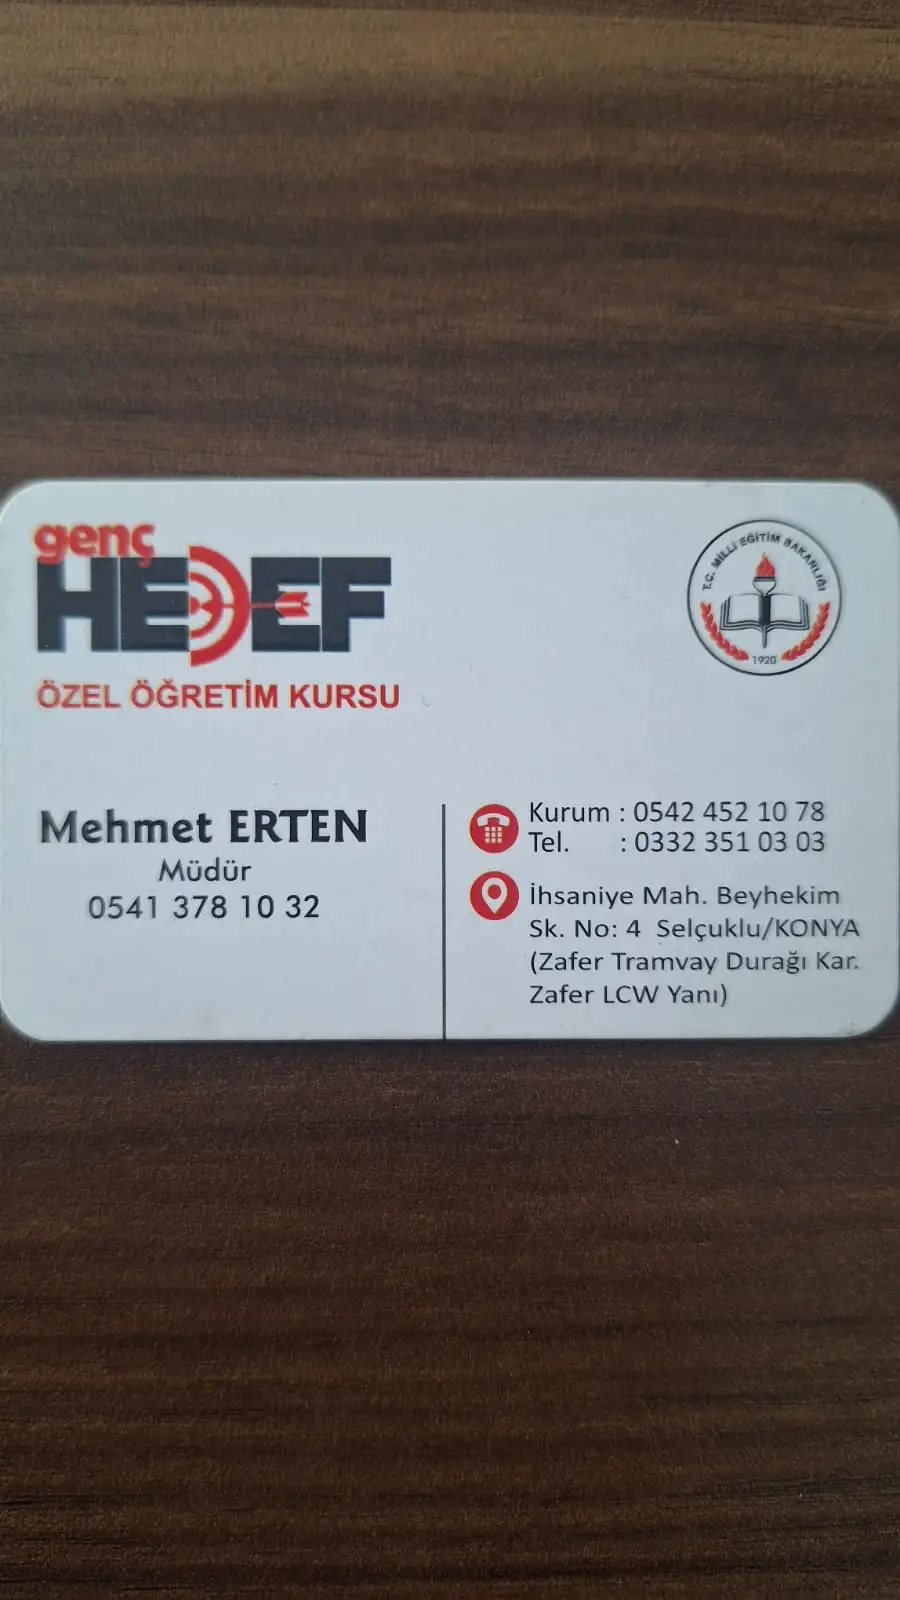 genç
HEDEF
ÖZEL ÖĞRETİM KURSU
T.C. MİLLİ EĞİTİM BAKANLIĞI
1920
Mehmet ERTEN
Müdür
0541 378 10 32
Kurum : 0542 452 10 78
Tel. : 0332 351 03 03
İhsaniye Mah. Beyhekim
Sk. No: 4 Selçuklu/KONYA
(Zafer Tramvay Durağı Kar.
Zafer LCW Yanı)